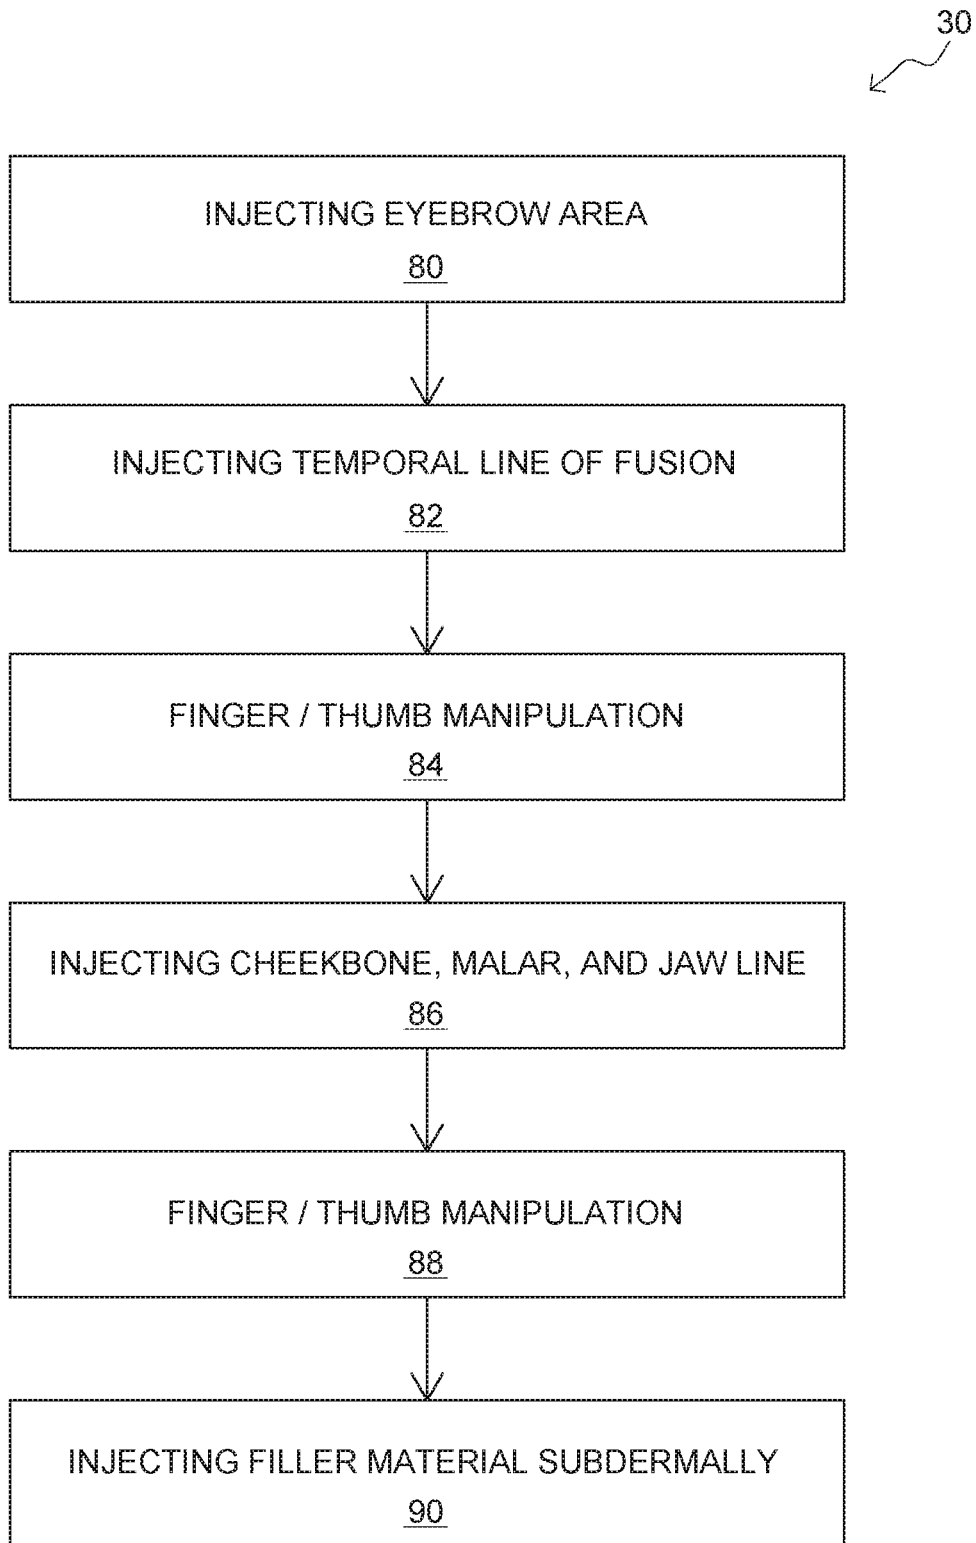 30
INJECTING EYEBROW AREA
80
INJECTING TEMPORAL LINE OF FUSION
82
FINGER / THUMB MANIPULATION
84
INJECTING CHEEKBONE, MALAR, AND JAW LINE
86
FINGER / THUMB MANIPULATION
88
INJECTING FILLER MATERIAL SUBDERMALLY
90